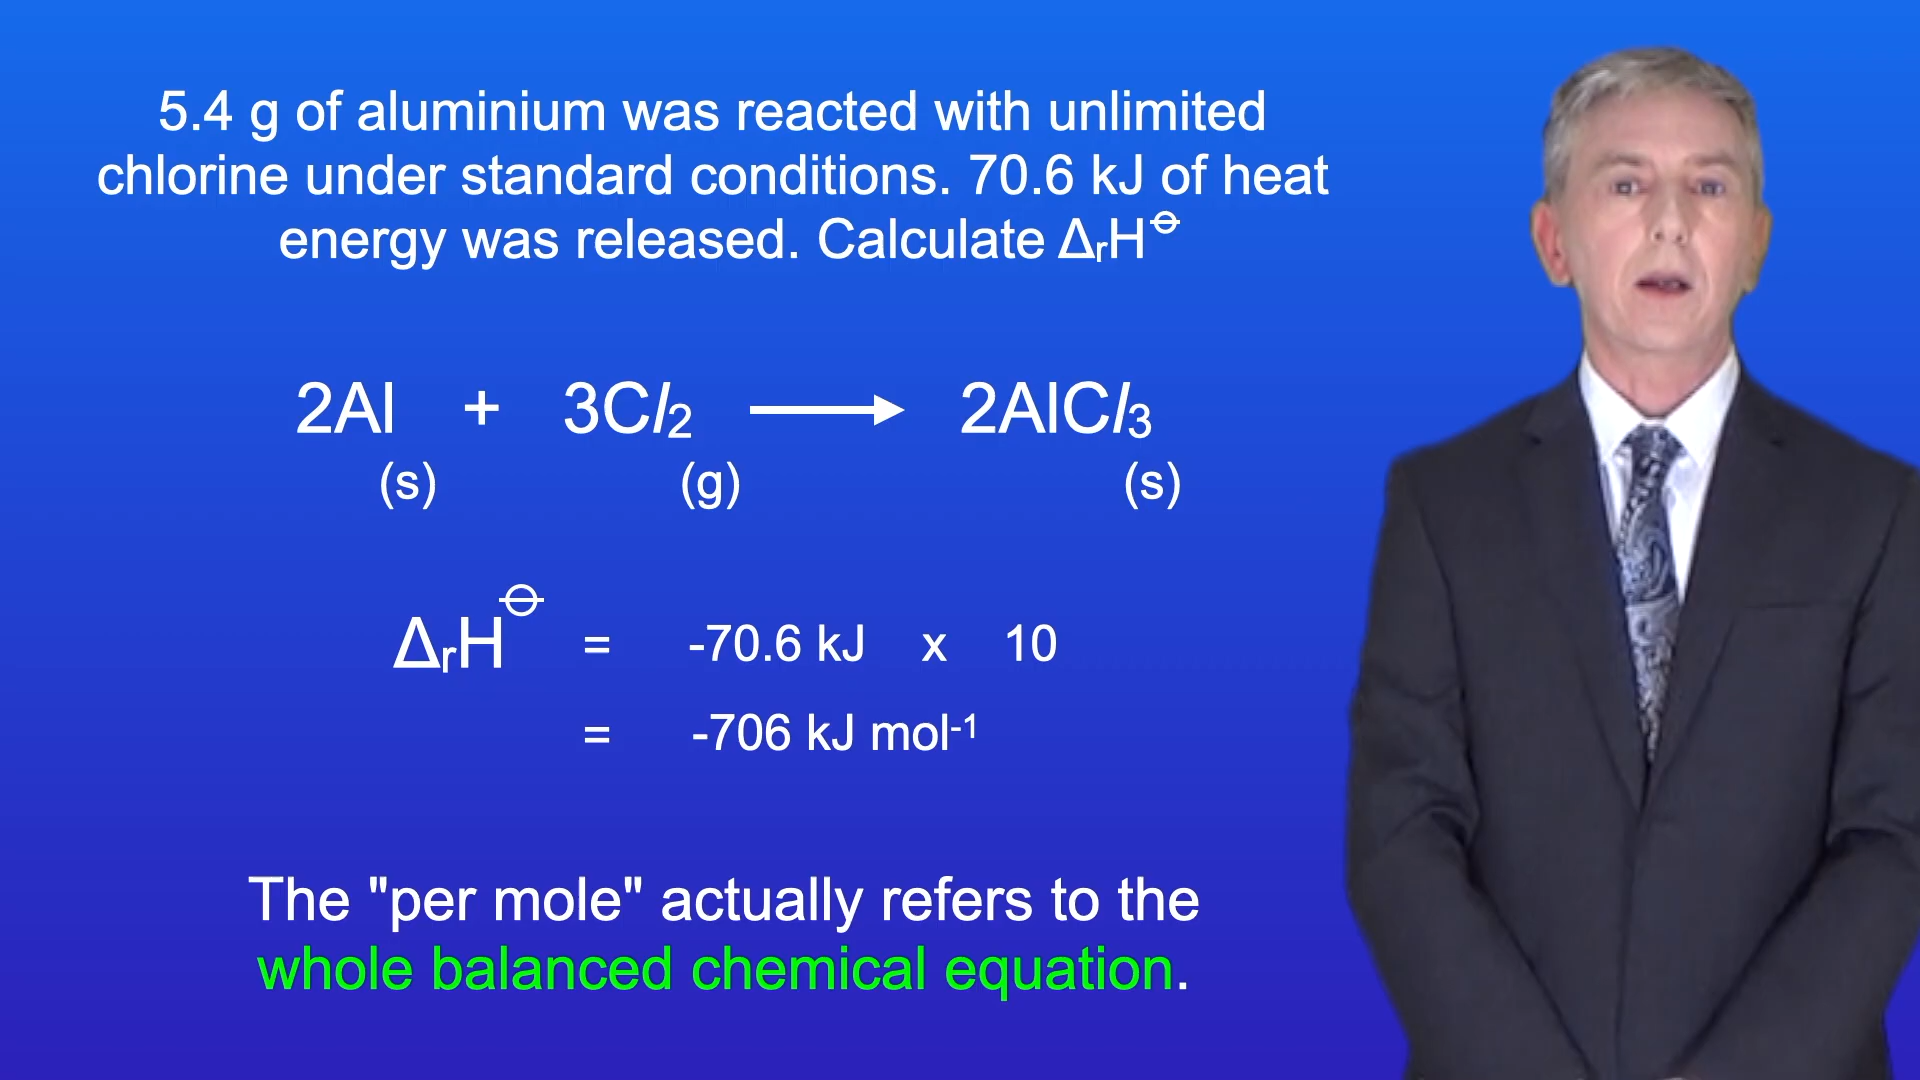 5.4 g of aluminium was reacted with unlimited
chlorine under standard conditions. 70.6 kJ of heat
energy was released. Calculate ΔᵣH⊖
2Al + 3Cl₂ ⟶ 2AlCl₃
(s) (g) (s)
ΔᵣH⊖ = -70.6 kJ x 10
= -706 kJ mol⁻¹
The "per mole" actually refers to the
whole balanced chemical equation.